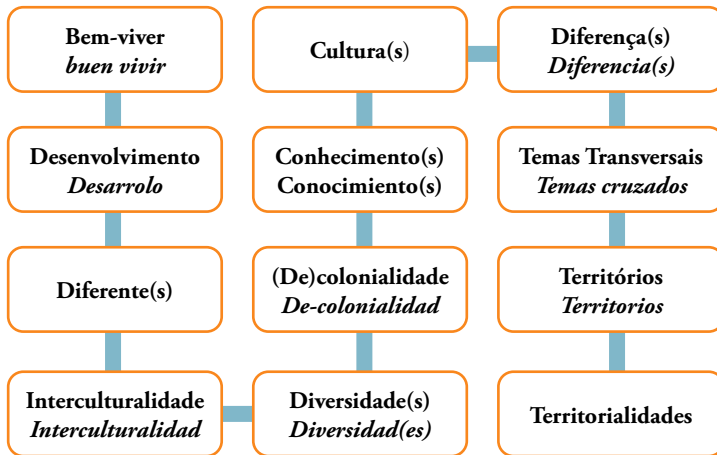 Bem-viver
buen vivir
Desenvolvimento
Desarrolo
Diferente(s)
Interculturalidade
Interculturalidad
Diversidade(s)
Diversidad(es)
(De)colonialidade
De-colonialidad
Conhecimento(s)
Conocimiento(s)
Cultura(s)
Diferença(s)
Diferencia(s)
Temas Transversais
Temas cruzados
Territórios
Territorios
Territorialidades